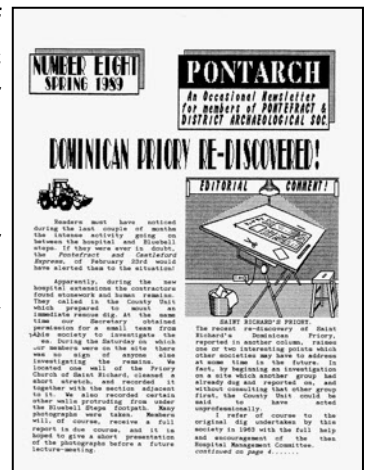 NUMBER EIGHT
SPRING 1989
PONTARCH
An Occasional Newsletter
for members of PONTEFRACT &
DISTRICT ARCHAEOLOGICAL SOC.
DOMINICAN PRIORY RE-DISCOVERED!
Readers must have noticed
during the last couple of months
the intense activity going on
between the hospital and Bluebell
steps. If they were ever in doubt,
the Pontefract and Castleford
Express, of February 23rd would
have alerted them to the situation!
Apparently, during the new
hospital extensions the contractors
found stonework and human remains.
They called in the County Unit
which prepared to mount an
immediate rescue dig. At the same
time our Secretary obtained
permission for a small team from
this society to investigate the
area. During the Saturday on which
our members were on the site there
was no sign of anyone else
investigating the remains. We
located one wall of the Priory
Church of Saint Richard, cleaned a
short stretch, and recorded it
together with the section adjacent
to it. We also recorded certain
other walls protruding from under
the Bluebell Steps footpath. Many
photographs were taken. Members
will, of course, receive a full
report in due course, and it is
hoped to give a short presentation
of the photographs before a future
lecture-meeting.
EDITORIAL COMMENT!
SAINT RICHARD'S PRIORY.
The recent re-discovery of Saint
Richard's Dominican Priory,
reported in another column, raises
one or two interesting points which
other societies may have to address
at some time in the future. In
fact, by beginning an investigation
on a site which another group had
already dug and reported on, and
without consulting that other group
first, the County Unit could be
said to have acted
unprofessionally.
I refer of course to the
original dig undertaken by this
society in 1963 with the full help
and encouragement of the then
Hospital Management Committee.
continued on page 4.......